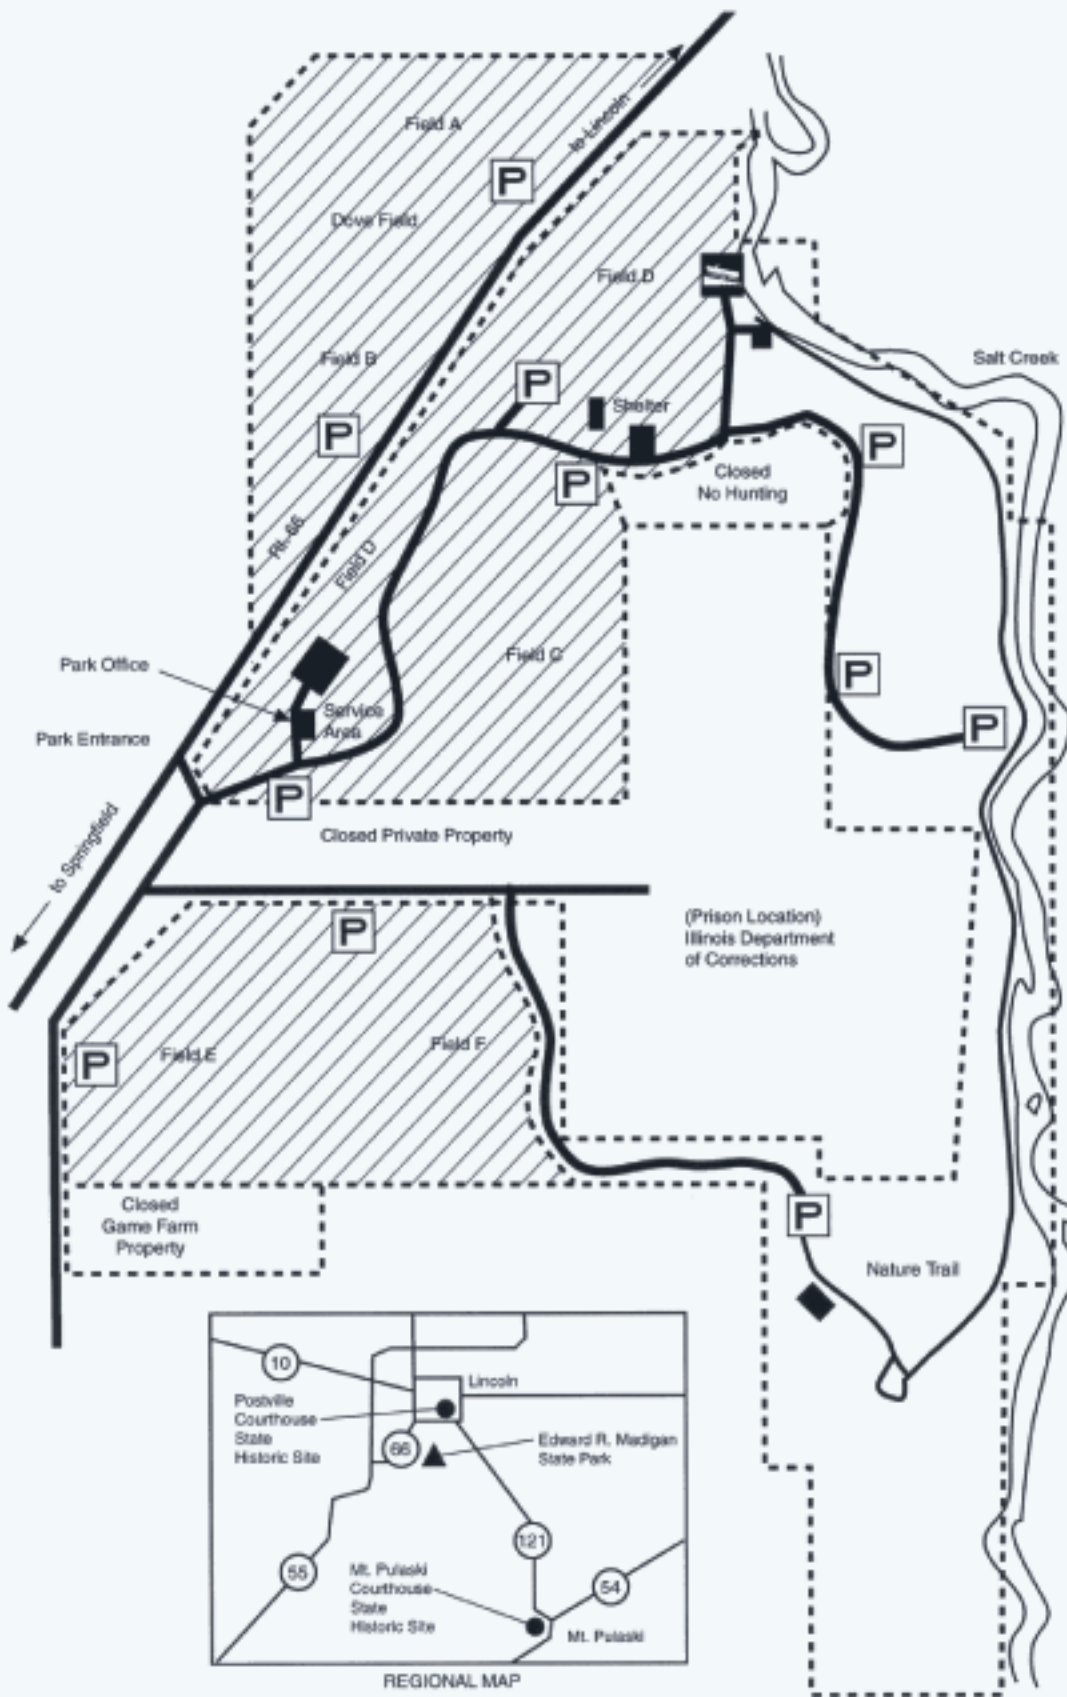 Field A
to Lincoln
P
Dove Field
Field D
Field B
P
P
Shelter
Salt Creek
P
P
Closed
No Hunting
Rt. 66
Field D
Field C
Park Office
Service
Area
P
P
Park Entrance
P
to Springfield
Closed Private Property
P
(Prison Location)
Illinois Department
of Corrections
Field E
Field F
P
Closed
Game Farm
Property
P
Nature Trail
10
Lincoln
Postville
Courthouse
State
Historic Site
66
Edward R. Madigan
State Park
121
55
Mt. Pulaski
Courthouse
State
Historic Site
54
Mt. Pulaski
REGIONAL MAP